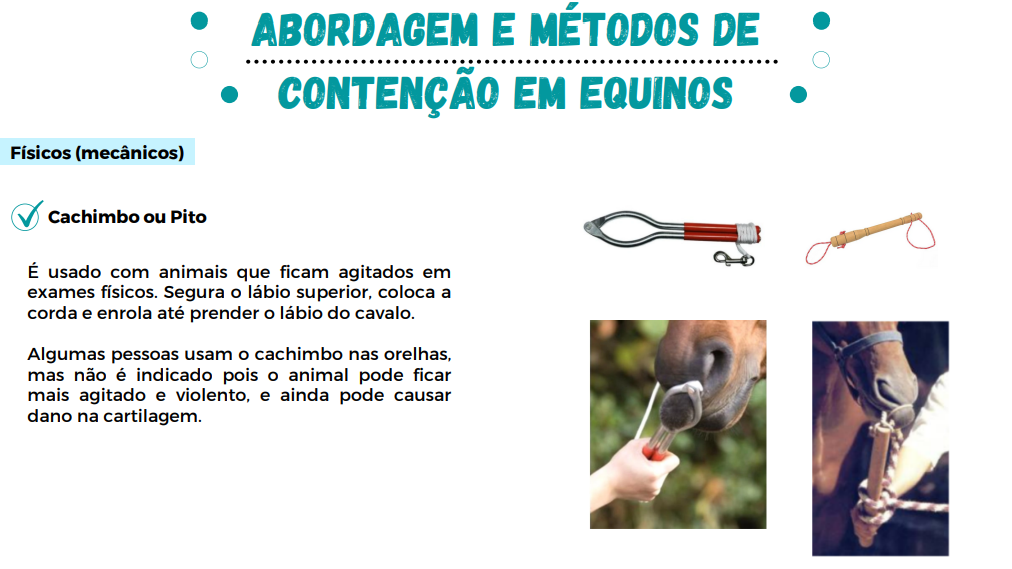 ABORDAGEM E MÉTODOS DE
CONTENÇÃO EM EQUINOS
Físicos (mecânicos)
Cachimbo ou Pito
É usado com animais que ficam agitados em
exames físicos. Segura o lábio superior, coloca a
corda e enrola até prender o lábio do cavalo.
Algumas pessoas usam o cachimbo nas orelhas,
mas não é indicado pois o animal pode ficar
mais agitado e violento, e ainda pode causar
dano na cartilagem.